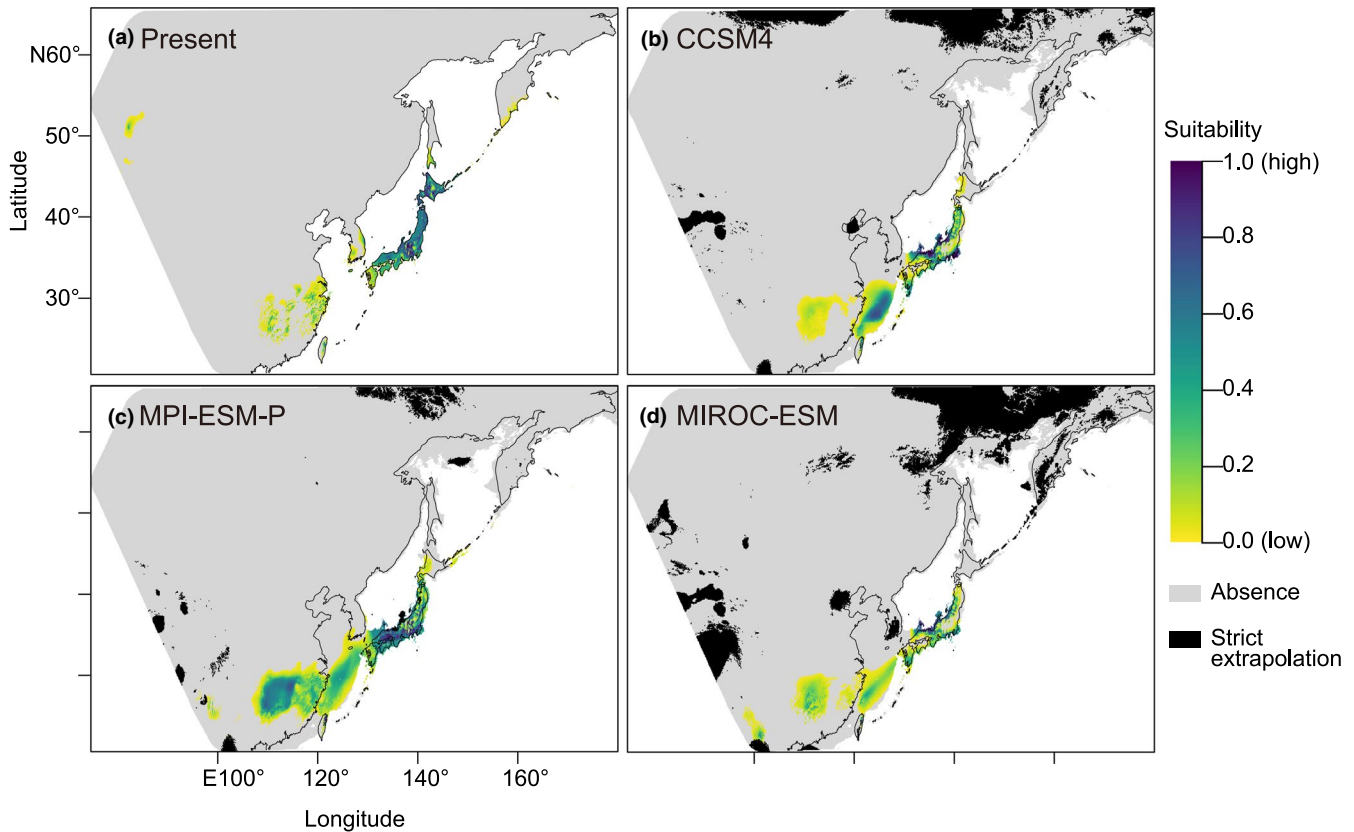 (a) Present
(b) CCSM4
N60°
50°
40°
30°
Latitude
Suitability
1.0 (high)
0.8
0.6
0.4
0.2
0.0 (low)
Absence
Strict
extrapolation
(c) MPI-ESM-P
(d) MIROC-ESM
E100°
120°
140°
160°
Longitude